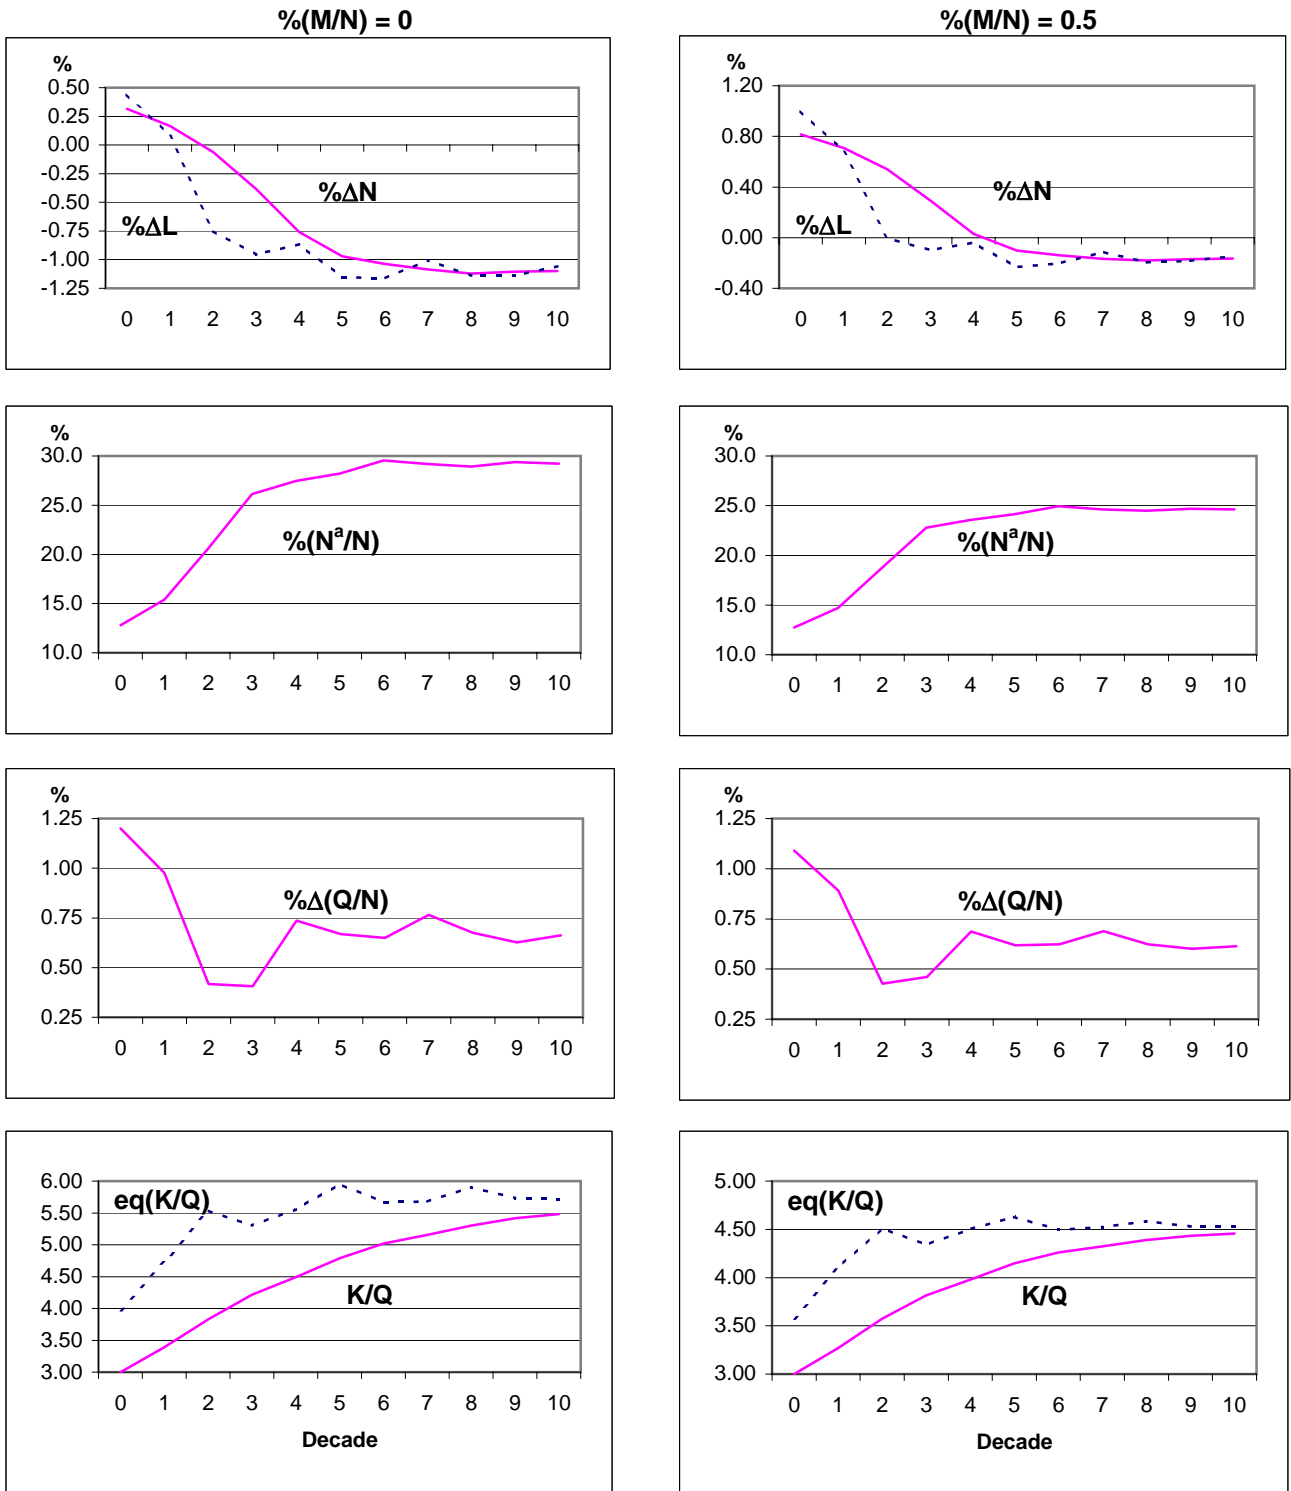 %(M/N) = 0
%
0.50
0.25
0.00
-0.25
-0.50
-0.75
-1.00
-1.25
%ΔN
%ΔL
0 1 2 3 4 5 6 7 8 9 10
%
30.0
25.0
20.0
15.0
10.0
%(Nᵃ/N)
0 1 2 3 4 5 6 7 8 9 10
%
1.25
1.00
0.75
0.50
0.25
%Δ(Q/N)
0 1 2 3 4 5 6 7 8 9 10
6.00
5.50
5.00
4.50
4.00
3.50
3.00
eq(K/Q)
K/Q
0 1 2 3 4 5 6 7 8 9 10
Decade
%(M/N) = 0.5
%
1.20
0.80
0.40
0.00
-0.40
%ΔN
%ΔL
0 1 2 3 4 5 6 7 8 9 10
%
30.0
25.0
20.0
15.0
10.0
%(Nᵃ/N)
0 1 2 3 4 5 6 7 8 9 10
%
1.25
1.00
0.75
0.50
0.25
%Δ(Q/N)
0 1 2 3 4 5 6 7 8 9 10
5.00
4.50
4.00
3.50
3.00
eq(K/Q)
K/Q
0 1 2 3 4 5 6 7 8 9 10
Decade